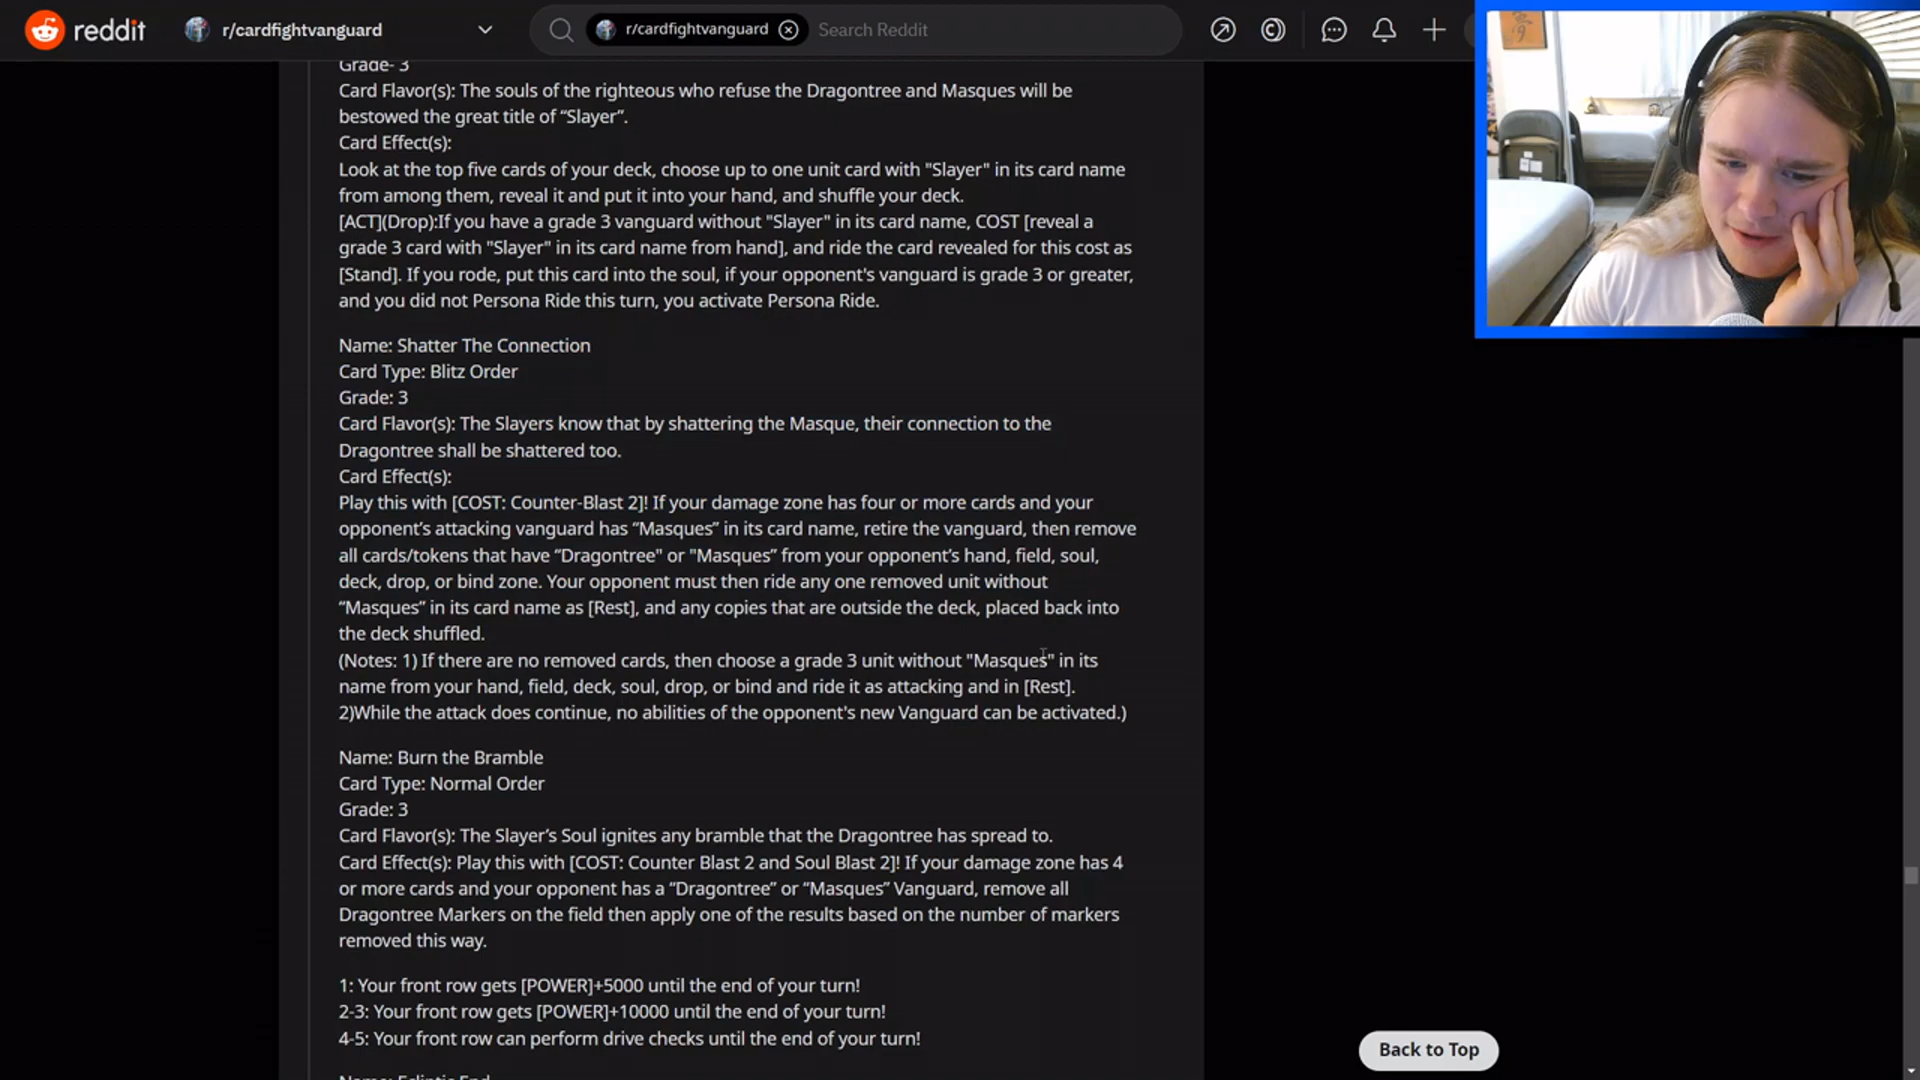 reddit r/cardfightvanguard r/cardfightvanguard Search Reddit
Grade- 3
Card Flavor(s): The souls of the righteous who refuse the Dragontree and Masques will be
bestowed the great title of “Slayer”.
Card Effect(s):
Look at the top five cards of your deck, choose up to one unit card with "Slayer" in its card name
from among them, reveal it and put it into your hand, and shuffle your deck.
[ACT](Drop):If you have a grade 3 vanguard without "Slayer" in its card name, COST [reveal a
grade 3 card with "Slayer" in its card name from hand], and ride the card revealed for this cost as
[Stand]. If you rode, put this card into the soul, if your opponent's vanguard is grade 3 or greater,
and you did not Persona Ride this turn, you activate Persona Ride.
Name: Shatter The Connection
Card Type: Blitz Order
Grade: 3
Card Flavor(s): The Slayers know that by shattering the Masque, their connection to the
Dragontree shall be shattered too.
Card Effect(s):
Play this with [COST: Counter-Blast 2]! If your damage zone has four or more cards and your
opponent’s attacking vanguard has “Masques” in its card name, retire the vanguard, then remove
all cards/tokens that have “Dragontree" or "Masques” from your opponent’s hand, field, soul,
deck, drop, or bind zone. Your opponent must then ride any one removed unit without
“Masques” in its card name as [Rest], and any copies that are outside the deck, placed back into
the deck shuffled.
(Notes: 1) If there are no removed cards, then choose a grade 3 unit without "Masques" in its
name from your hand, field, deck, soul, drop, or bind and ride it as attacking and in [Rest].
2)While the attack does continue, no abilities of the opponent's new Vanguard can be activated.)
Name: Burn the Bramble
Card Type: Normal Order
Grade: 3
Card Flavor(s): The Slayer’s Soul ignites any bramble that the Dragontree has spread to.
Card Effect(s): Play this with [COST: Counter Blast 2 and Soul Blast 2]! If your damage zone has 4
or more cards and your opponent has a “Dragontree” or “Masques” Vanguard, remove all
Dragontree Markers on the field then apply one of the results based on the number of markers
removed this way.
1: Your front row gets [POWER]+5000 until the end of your turn!
2-3: Your front row gets [POWER]+10000 until the end of your turn!
4-5: Your front row can perform drive checks until the end of your turn!
Back to Top
Name: Ecliptic End